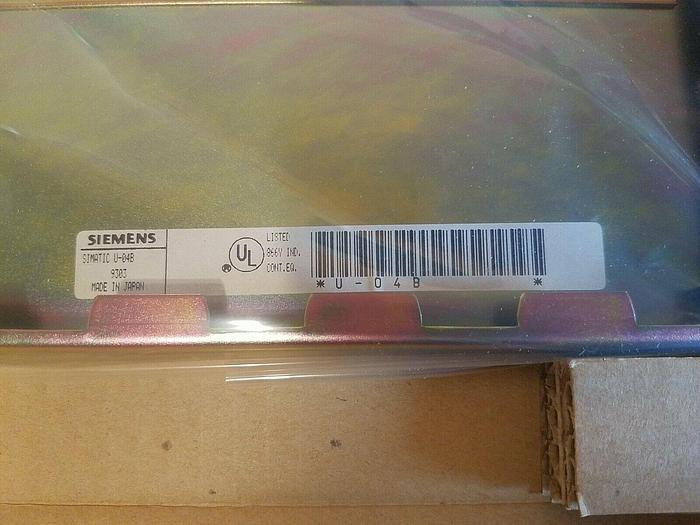 SIEMENS
SIMATIC U-04B
9303
MADE IN JAPAN
UL
®
LISTED
866V IND.
CONT.EQ.
*U-04B *